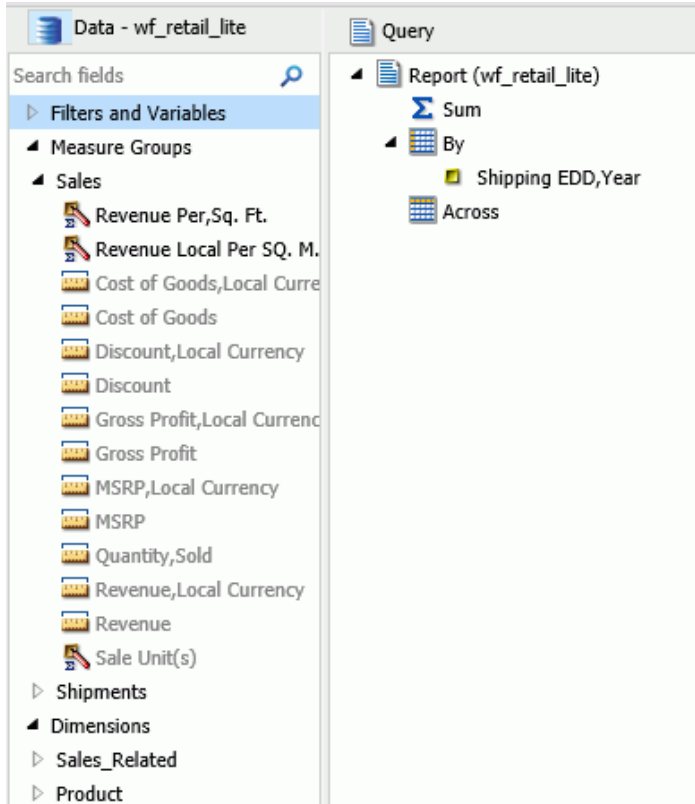 Data - wf_retail_lite
Search fields
Filters and Variables
Measure Groups
Sales
Revenue Per,Sq. Ft.
Revenue Local Per SQ. M.
Cost of Goods,Local Curre
Cost of Goods
Discount,Local Currency
Discount
Gross Profit,Local Currenc
Gross Profit
MSRP,Local Currency
MSRP
Quantity,Sold
Revenue,Local Currency
Revenue
Sale Unit(s)
Shipments
Dimensions
Sales_Related
Product
Query
Report (wf_retail_lite)
Sum
By
Shipping EDD,Year
Across